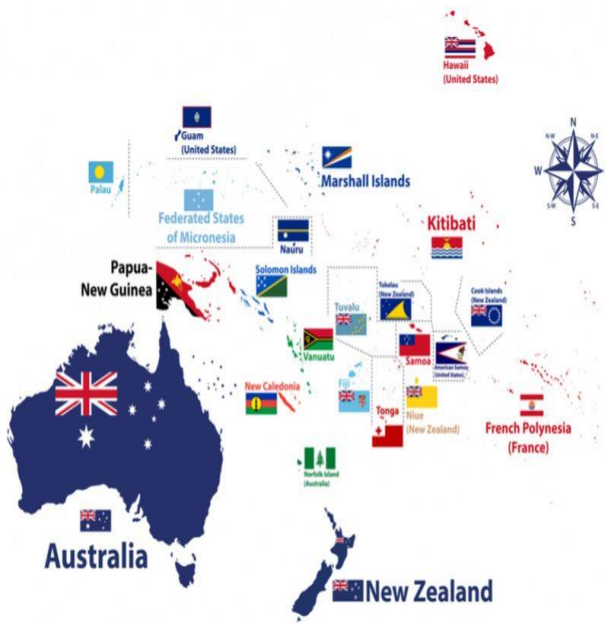 Hawaii
(United States)
Guam
(United States)
N
N-W
N-E
W
E
S-W
S-E
S
Palau
Marshall Islands
Federated States
of Micronesia
Nauru
Kitibati
Papua-
New Guinea
Solomon Islands
Tokelau
(New Zealand)
Cook Islands
(New Zealand)
Tuvalu
Vanuatu
Samoa
American Samoa
(United States)
New Caledonia
Fiji
Tonga
Niue
(New Zealand)
French Polynesia
(France)
Norfolk Island
(Australia)
Australia
New Zealand